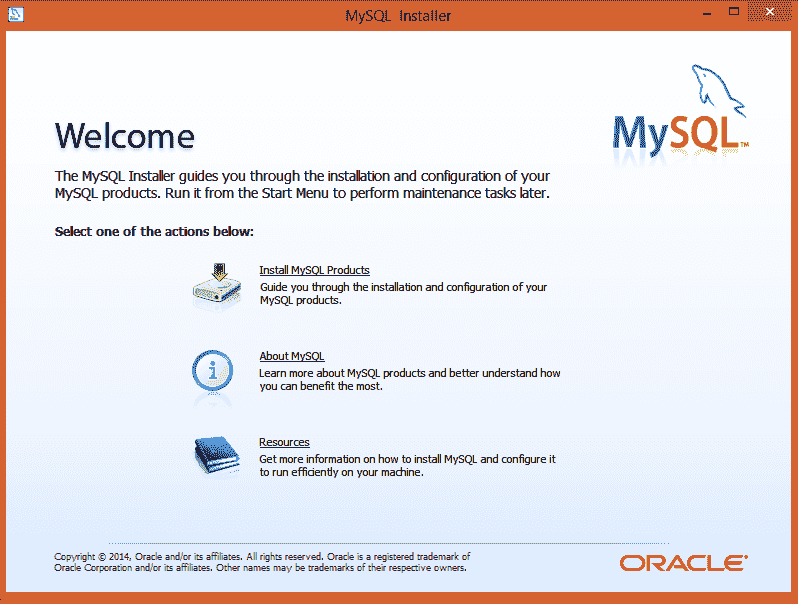 MySQL Installer
MySQL™
Welcome
The MySQL Installer guides you through the installation and configuration of your
MySQL products. Run it from the Start Menu to perform maintenance tasks later.
Select one of the actions below:
Install MySQL Products
Guide you through the installation and configuration of your
MySQL products.
About MySQL
Learn more about MySQL products and better understand how
you can benefit the most.
Resources
Get more information on how to install MySQL and configure it
to run efficiently on your machine.
Copyright © 2014, Oracle and/or its affiliates. All rights reserved. Oracle is a registered trademark of
Oracle Corporation and/or its affiliates. Other names may be trademarks of their respective owners.
ORACLE®